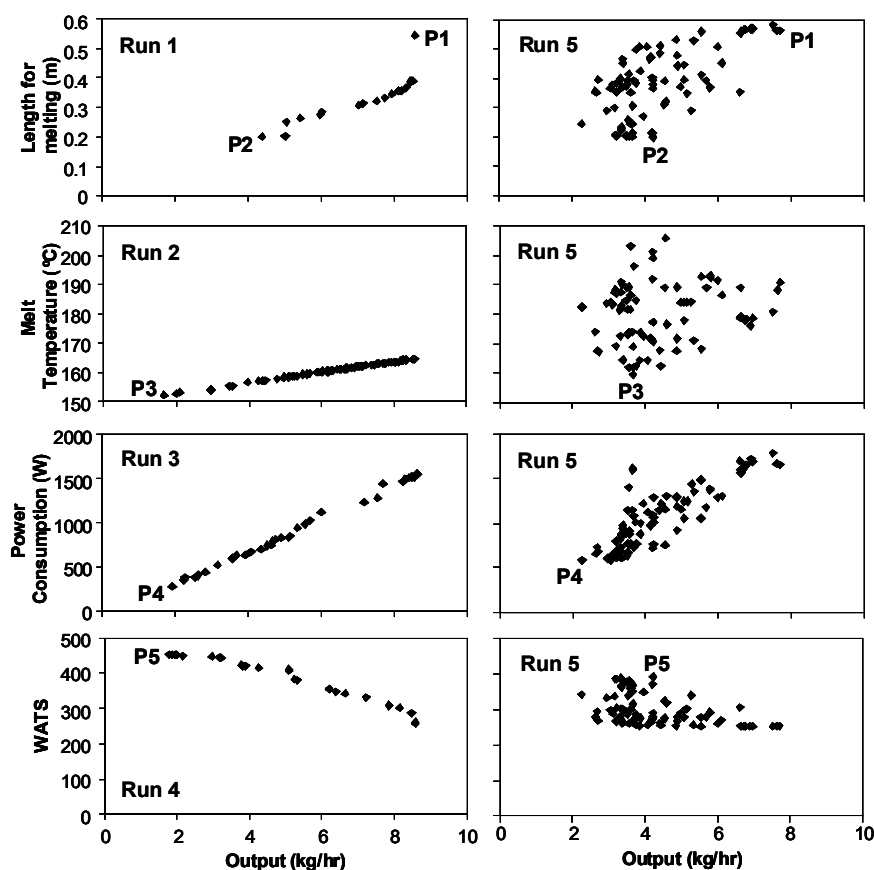 Length for
melting (m)
0.6
0.5
0.4
0.3
0.2
0.1
0
Run 1
P1
P2
Run 5
P1
P2
Melt
Temperature (ºC)
210
200
190
180
170
160
150
Run 2
P3
Run 5
P3
Power
Consumption (W)
2000
1500
1000
500
0
Run 3
P4
Run 5
P4
WATS
500
400
300
200
100
0
P5
Run 4
Run 5 P5
0 2 4 6 8 10
Output (kg/hr)
0 2 4 6 8 10
Output (kg/hr)